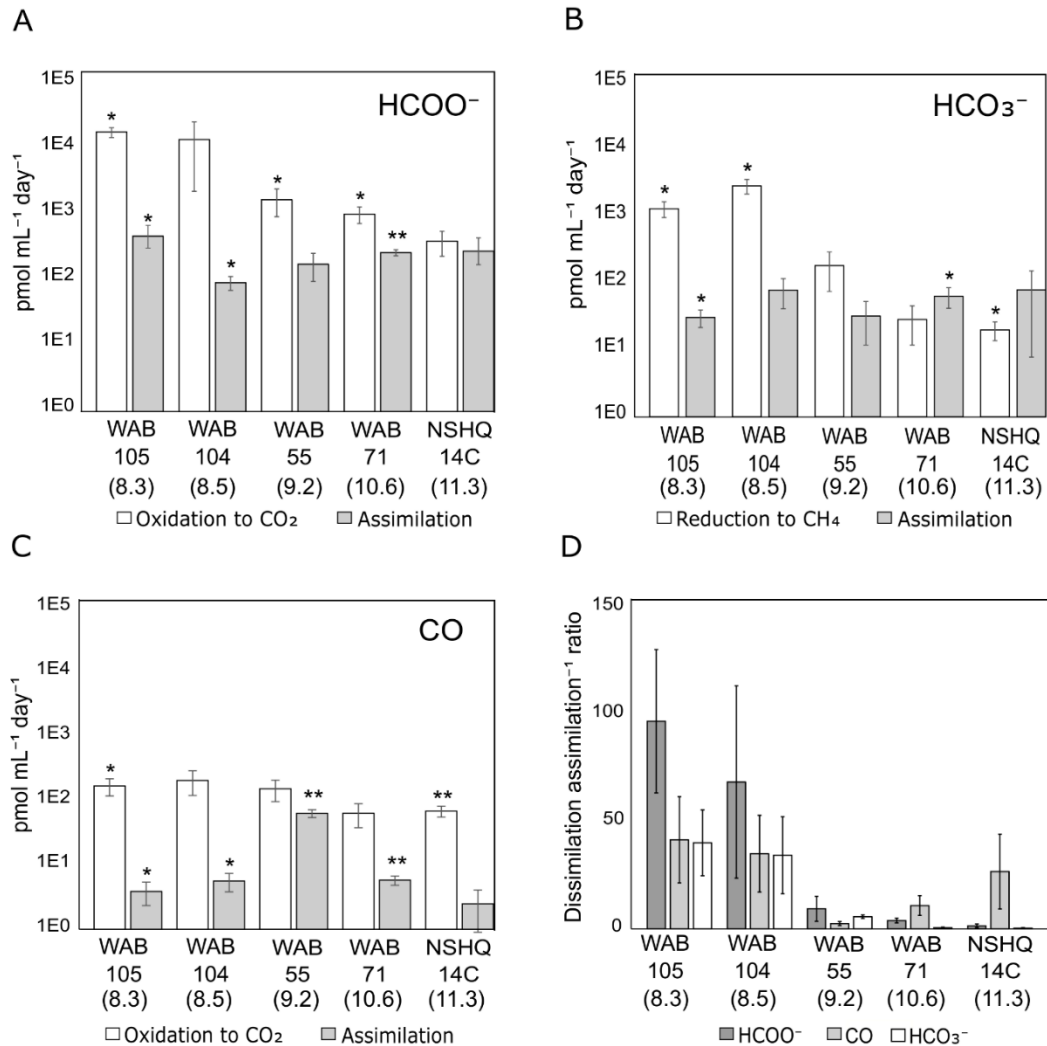 A
HCOO⁻
pmol mL⁻¹ day⁻¹
1E5
1E4
1E3
1E2
1E1
1E0
* * * * * **
WAB WAB WAB WAB NSHQ
105 104 55 71 14C
(8.3) (8.5) (9.2) (10.6) (11.3)
Oxidation to CO₂ Assimilation
B
HCO₃⁻
pmol mL⁻¹ day⁻¹
1E5
1E4
1E3
1E2
1E1
1E0
* * * * *
WAB WAB WAB WAB NSHQ
105 104 55 71 14C
(8.3) (8.5) (9.2) (10.6) (11.3)
Reduction to CH₄ Assimilation
C
CO
pmol mL⁻¹ day⁻¹
1E5
1E4
1E3
1E2
1E1
1E0
* * * ** ** **
WAB WAB WAB WAB NSHQ
105 104 55 71 14C
(8.3) (8.5) (9.2) (10.6) (11.3)
Oxidation to CO₂ Assimilation
D
Dissimilation assimilation⁻¹ ratio
150
100
50
0
WAB WAB WAB WAB NSHQ
105 104 55 71 14C
(8.3) (8.5) (9.2) (10.6) (11.3)
HCOO⁻ CO HCO₃⁻